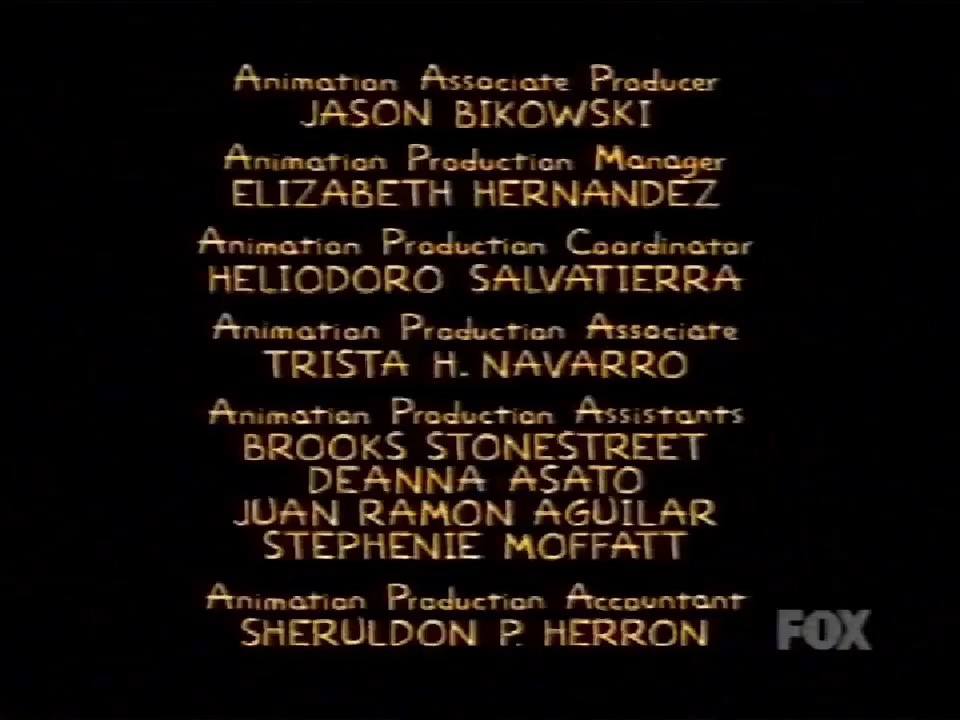 Animation Associate Producer
JASON BIKOWSKI
Animation Production Manager
ELIZABETH HERNANDEZ
Animation Production Coordinator
HELIODORO SALVATIERRA
Animation Production Associate
TRISTA H. NAVARRO
Animation Production Assistants
BROOKS STONESTREET
DEANNA ASATO
JUAN RAMON AGUILAR
STEPHENIE MOFFATT
Animation Production Accountant
SHERULDON P. HERRON
FOX